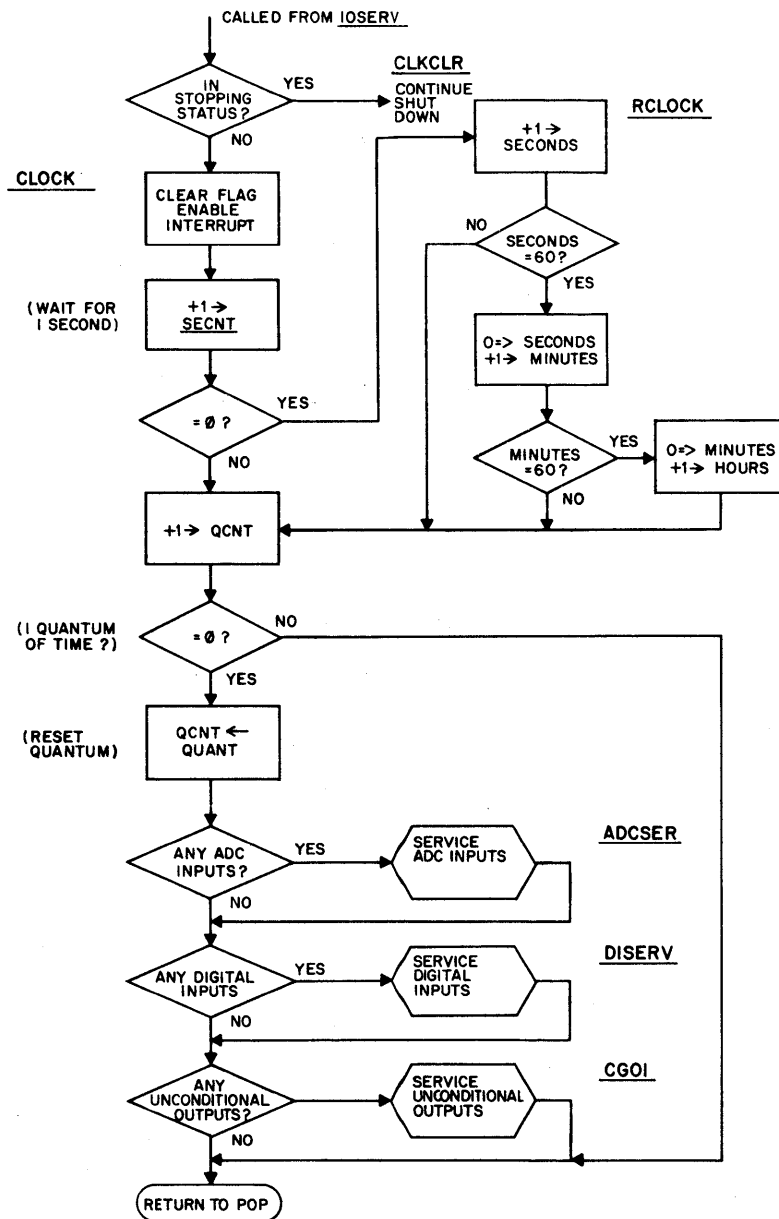 CALLED FROM IOSERV
IN
STOPPING
STATUS?
YES
NO
CLKCLR
CONTINUE
SHUT
DOWN
RCLOCK
+1→
SECONDS
CLOCK
CLEAR FLAG
ENABLE
INTERRUPT
NO
SECONDS
=60?
YES
(WAIT FOR
1 SECOND)
+1→
SECNT
0=> SECONDS
+1→ MINUTES
=Ø?
YES
NO
MINUTES
=60?
YES
NO
0=> MINUTES
+1→ HOURS
+1→ QCNT
(1 QUANTUM
OF TIME?)
=Ø?
NO
YES
(RESET
QUANTUM)
QCNT ←
QUANT
ANY ADC
INPUTS?
YES
NO
SERVICE
ADC INPUTS
ADCSER
ANY DIGITAL
INPUTS
YES
NO
SERVICE
DIGITAL
INPUTS
DISERV
ANY
UNCONDITIONAL
OUTPUTS?
NO
SERVICE
UNCONDITIONAL
OUTPUTS
CGOI
RETURN TO POP